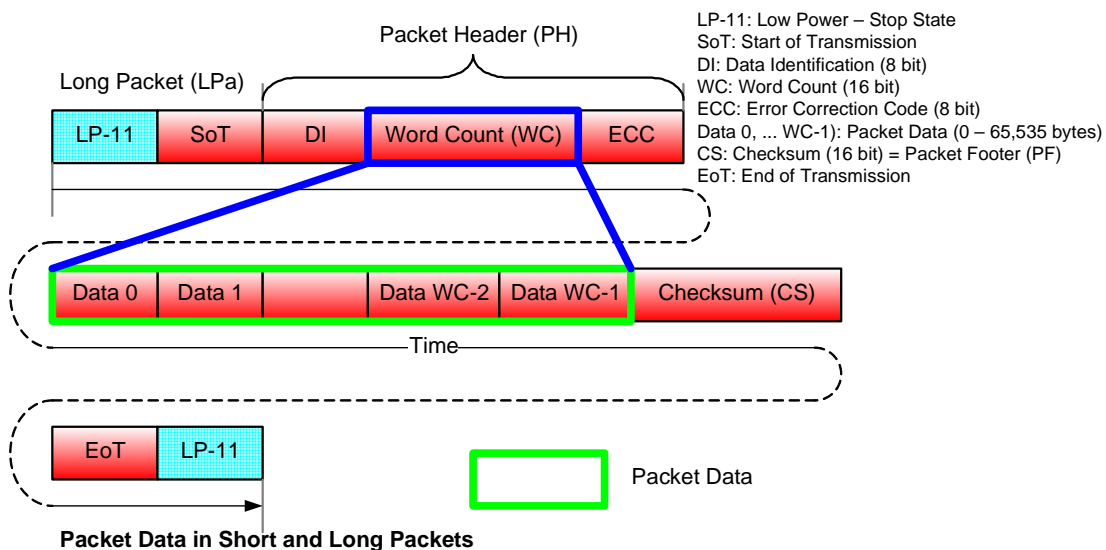 Packet Header (PH)
Long Packet (LPa)
LP-11: Low Power – Stop State
SoT: Start of Transmission
DI: Data Identification (8 bit)
WC: Word Count (16 bit)
ECC: Error Correction Code (8 bit)
Data 0, ... WC-1): Packet Data (0 – 65,535 bytes)
CS: Checksum (16 bit) = Packet Footer (PF)
EoT: End of Transmission
LP-11 SoT DI Word Count (WC) ECC
Data 0 Data 1 Data WC-2 Data WC-1 Checksum (CS)
Time
EoT LP-11
Packet Data
Packet Data in Short and Long Packets